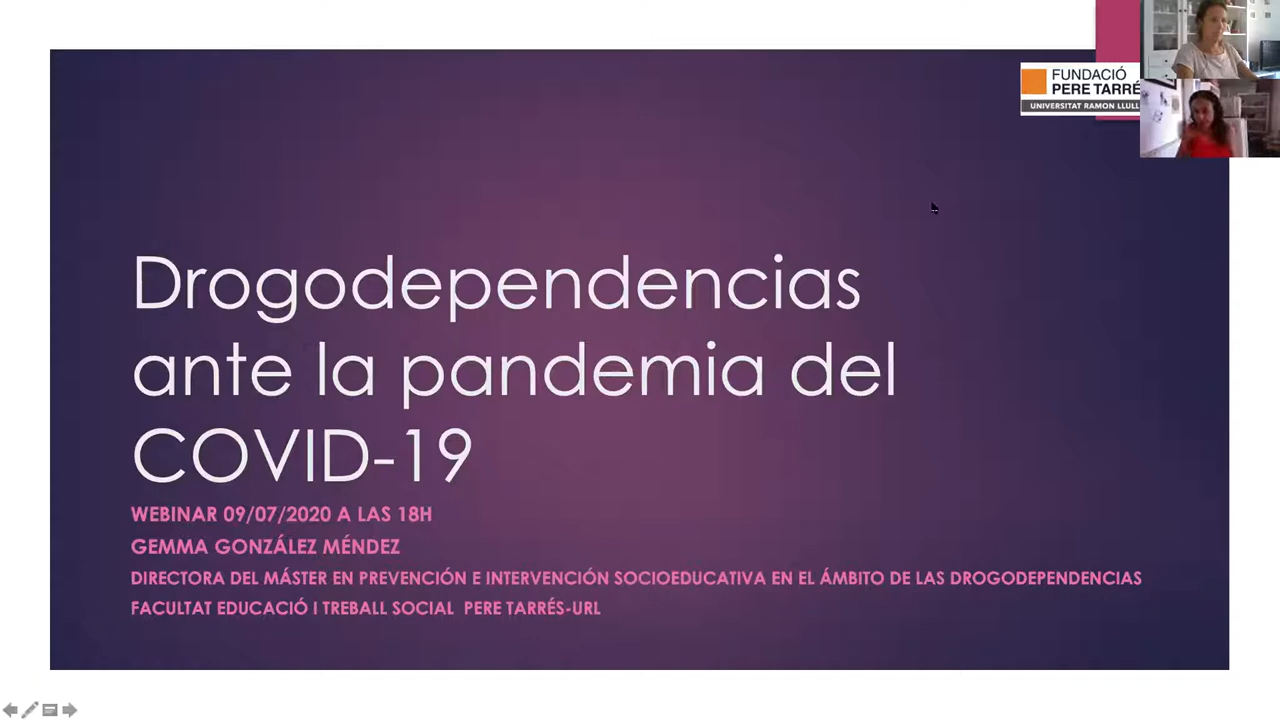 FUNDACIÓ
PERE TARRÉ
UNIVERSITAT RAMON LLULL
Drogodependencias
ante la pandemia del
COVID-19
WEBINAR 09/07/2020 A LAS 18H
GEMMA GONZÁLEZ MÉNDEZ
DIRECTORA DEL MÁSTER EN PREVENCIÓN E INTERVENCIÓN SOCIOEDUCATIVA EN EL ÁMBITO DE LAS DROGODEPENDENCIAS
FACULTAT EDUCACIÓ I TREBALL SOCIAL PERE TARRÉS-URL